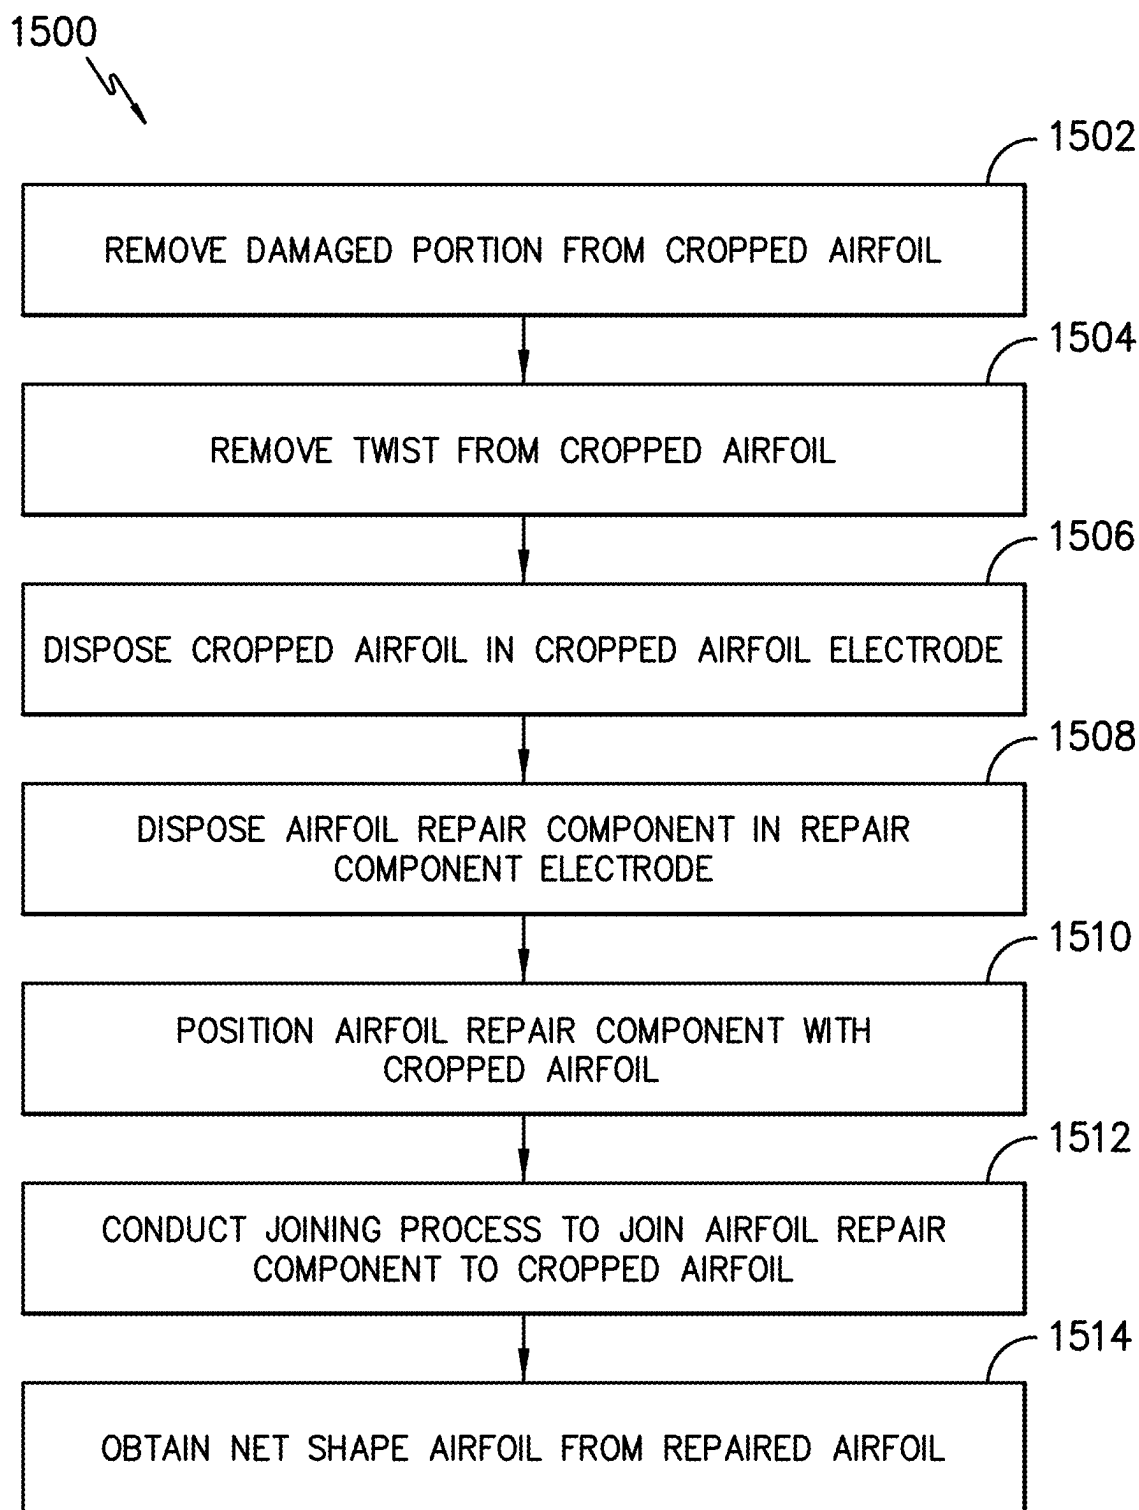 1500
1502
REMOVE DAMAGED PORTION FROM CROPPED AIRFOIL
1504
REMOVE TWIST FROM CROPPED AIRFOIL
1506
DISPOSE CROPPED AIRFOIL IN CROPPED AIRFOIL ELECTRODE
1508
DISPOSE AIRFOIL REPAIR COMPONENT IN REPAIR
COMPONENT ELECTRODE
1510
POSITION AIRFOIL REPAIR COMPONENT WITH
CROPPED AIRFOIL
1512
CONDUCT JOINING PROCESS TO JOIN AIRFOIL REPAIR
COMPONENT TO CROPPED AIRFOIL
1514
OBTAIN NET SHAPE AIRFOIL FROM REPAIRED AIRFOIL